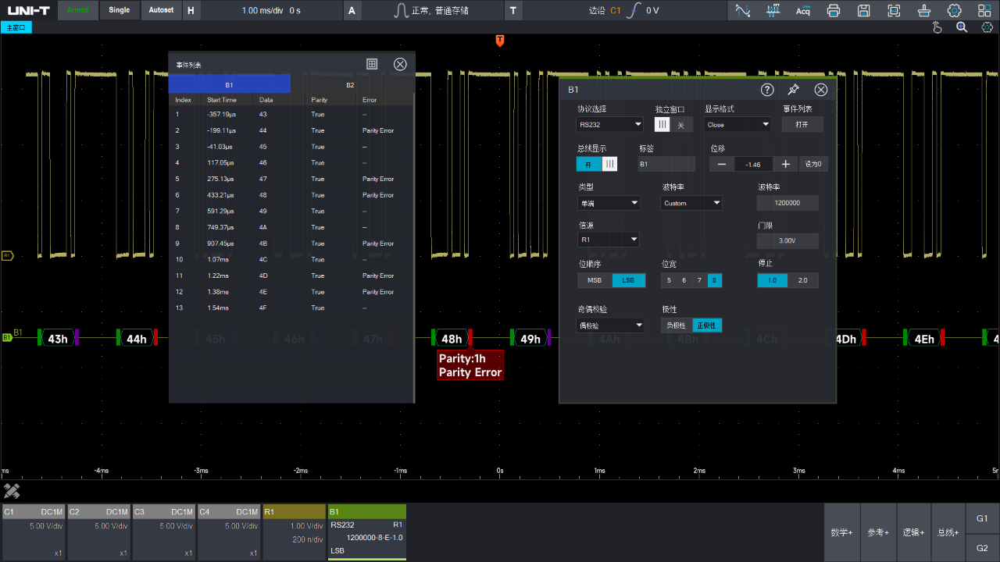 UNI-T Armed Single Autoset H 1.00 ms/div 0 s A 正常, 普通存储 T 边沿 C1 0 V Acq
主窗口
T
事件列表
B1 B2
Index Start Time Data Parity Error
1 -357.19μs 43 True --
2 -199.11μs 44 True Parity Error
3 -41.03μs 45 True --
4 117.05μs 46 True --
5 275.13μs 47 True Parity Error
6 433.21μs 48 True Parity Error
7 591.29μs 49 True --
8 749.37μs 4A True --
9 907.45μs 4B True Parity Error
10 1.07ms 4C True --
11 1.22ms 4D True Parity Error
12 1.38ms 4E True Parity Error
13 1.54ms 4F True --
B1
协议选择 独立窗口 显示格式 事件列表
RS232 关 Close 打开
总线显示 标签 位移
开 B1 -1.46 设为0
类型 波特率 波特率
单端 Custom 1200000
信源 门限
R1 3.00V
位顺序 位宽 停止
MSB LSB 5 6 7 8 1.0 2.0
奇偶校验 极性
偶校验 负极性 正极性
R1
B1 B1
43h 44h 45h 46h 47h 48h 49h 4Ah 4Bh 4Ch 4Dh 4Eh 4
Parity:1h
Parity Error
ms -4ms -3ms -2ms -1ms 0s 1ms 2ms 3ms 4ms 5m
C1 DC1M C2 DC1M C3 DC1M C4 DC1M R1 B1
5.00 V/div 5.00 V/div 5.00 V/div 5.00 V/div 1.00 V/div RS232 R1
200 n/div 1200000-8-E-1.0
x1 x1 x1 x1 LSB
数学+ 参考+ 逻辑+ 总线+ G1
G2